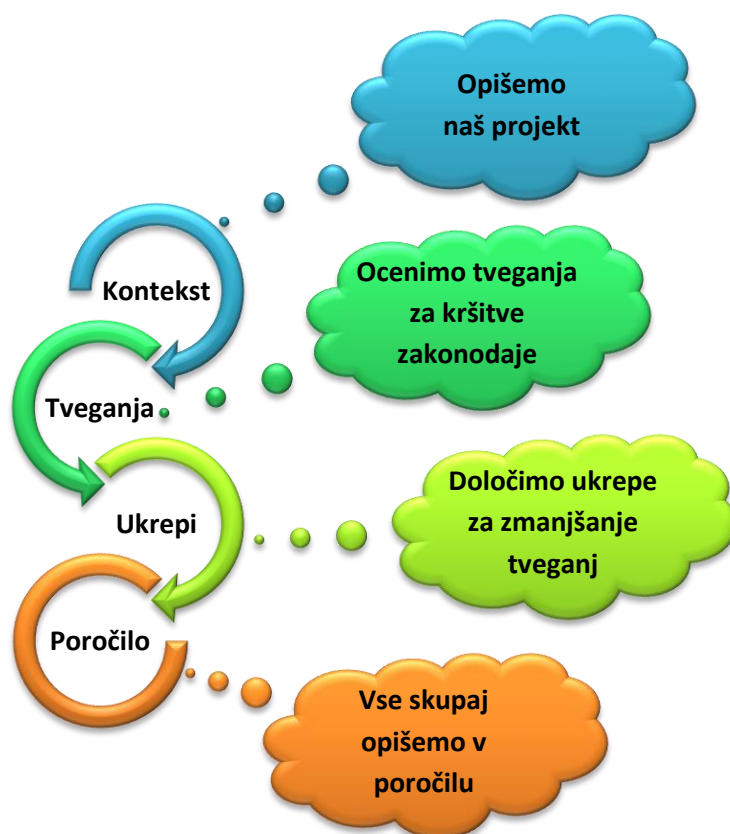 Opišemo
naš projekt
Kontekst
Ocenimo tveganja
za kršitve
zakonodaje
Tveganja
Določimo ukrepe
za zmanjšanje
tveganj
Ukrepi
Poročilo
Vse skupaj
opišemo v
poročilu